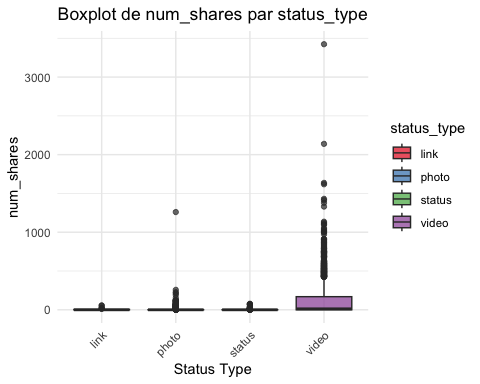 Boxplot de num_shares par status_type
num_shares
3000
2000
1000
0
link
photo
status
video
Status Type
status_type
link
photo
status
video